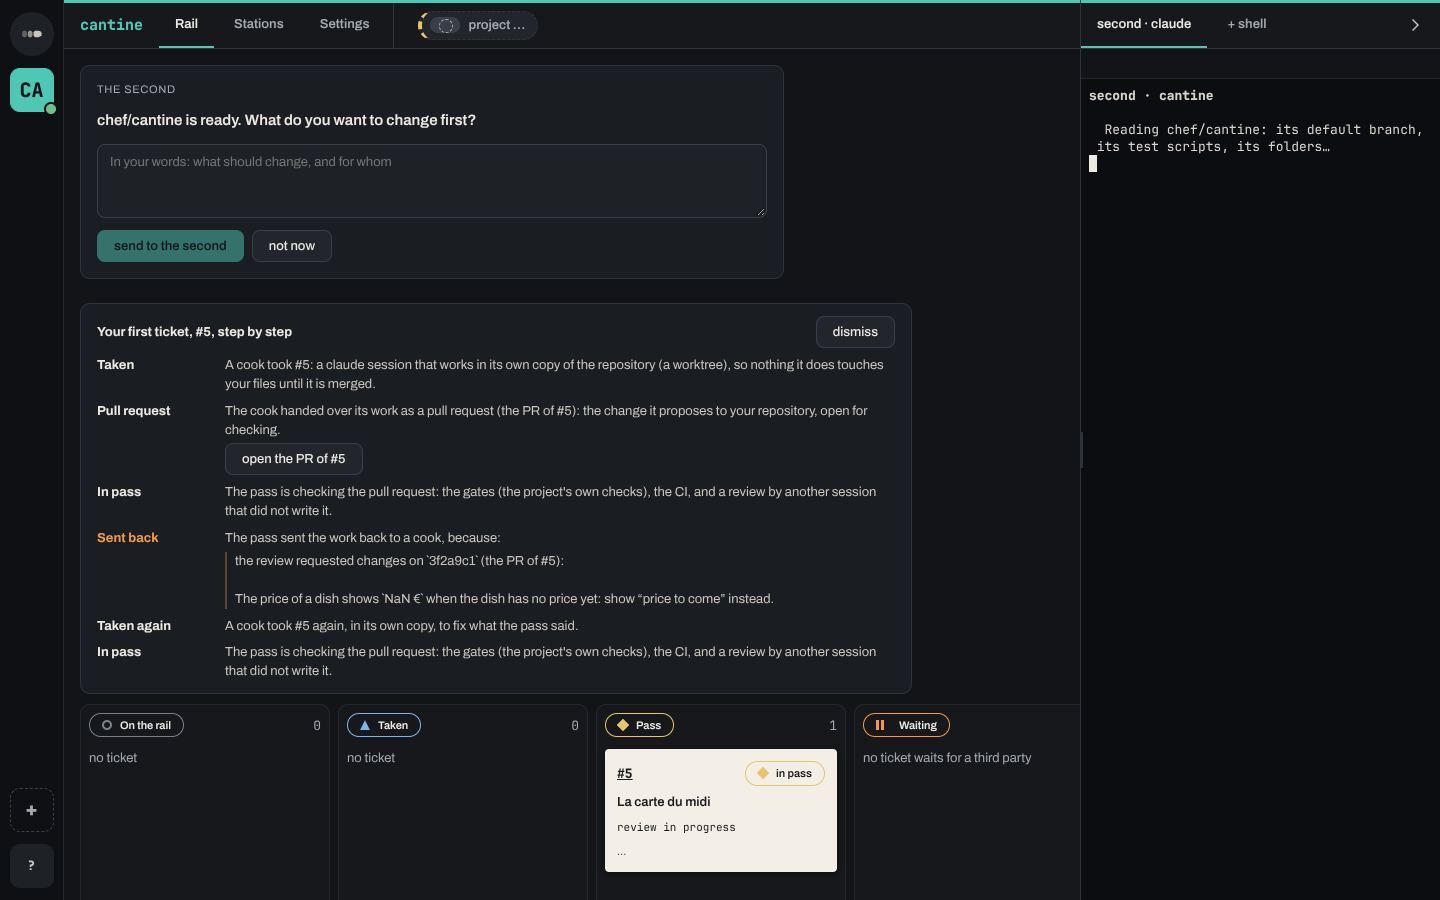 CA
+
?
cantine
Rail
Stations
Settings
project ...
THE SECOND
chef/cantine is ready. What do you want to change first?
In your words: what should change, and for whom
send to the second
not now
Your first ticket, #5, step by step
dismiss
Taken
A cook took #5: a claude session that works in its own copy of the repository (a worktree), so nothing it does touches
your files until it is merged.
Pull request
The cook handed over its work as a pull request (the PR of #5): the change it proposes to your repository, open for
checking.
open the PR of #5
In pass
The pass is checking the pull request: the gates (the project's own checks), the CI, and a review by another session
that did not write it.
Sent back
The pass sent the work back to a cook, because:
the review requested changes on `3f2a9c1` (the PR of #5):
The price of a dish shows `NaN €` when the dish has no price yet: show “price to come” instead.
Taken again
A cook took #5 again, in its own copy, to fix what the pass said.
In pass
The pass is checking the pull request: the gates (the project's own checks), the CI, and a review by another session
that did not write it.
On the rail
0
no ticket
Taken
0
no ticket
Pass
1
#5
in pass
La carte du midi
review in progress
...
Waiting
no ticket waits for a third party
second · claude
+ shell
second · cantine
Reading chef/cantine: its default branch,
its test scripts, its folders…